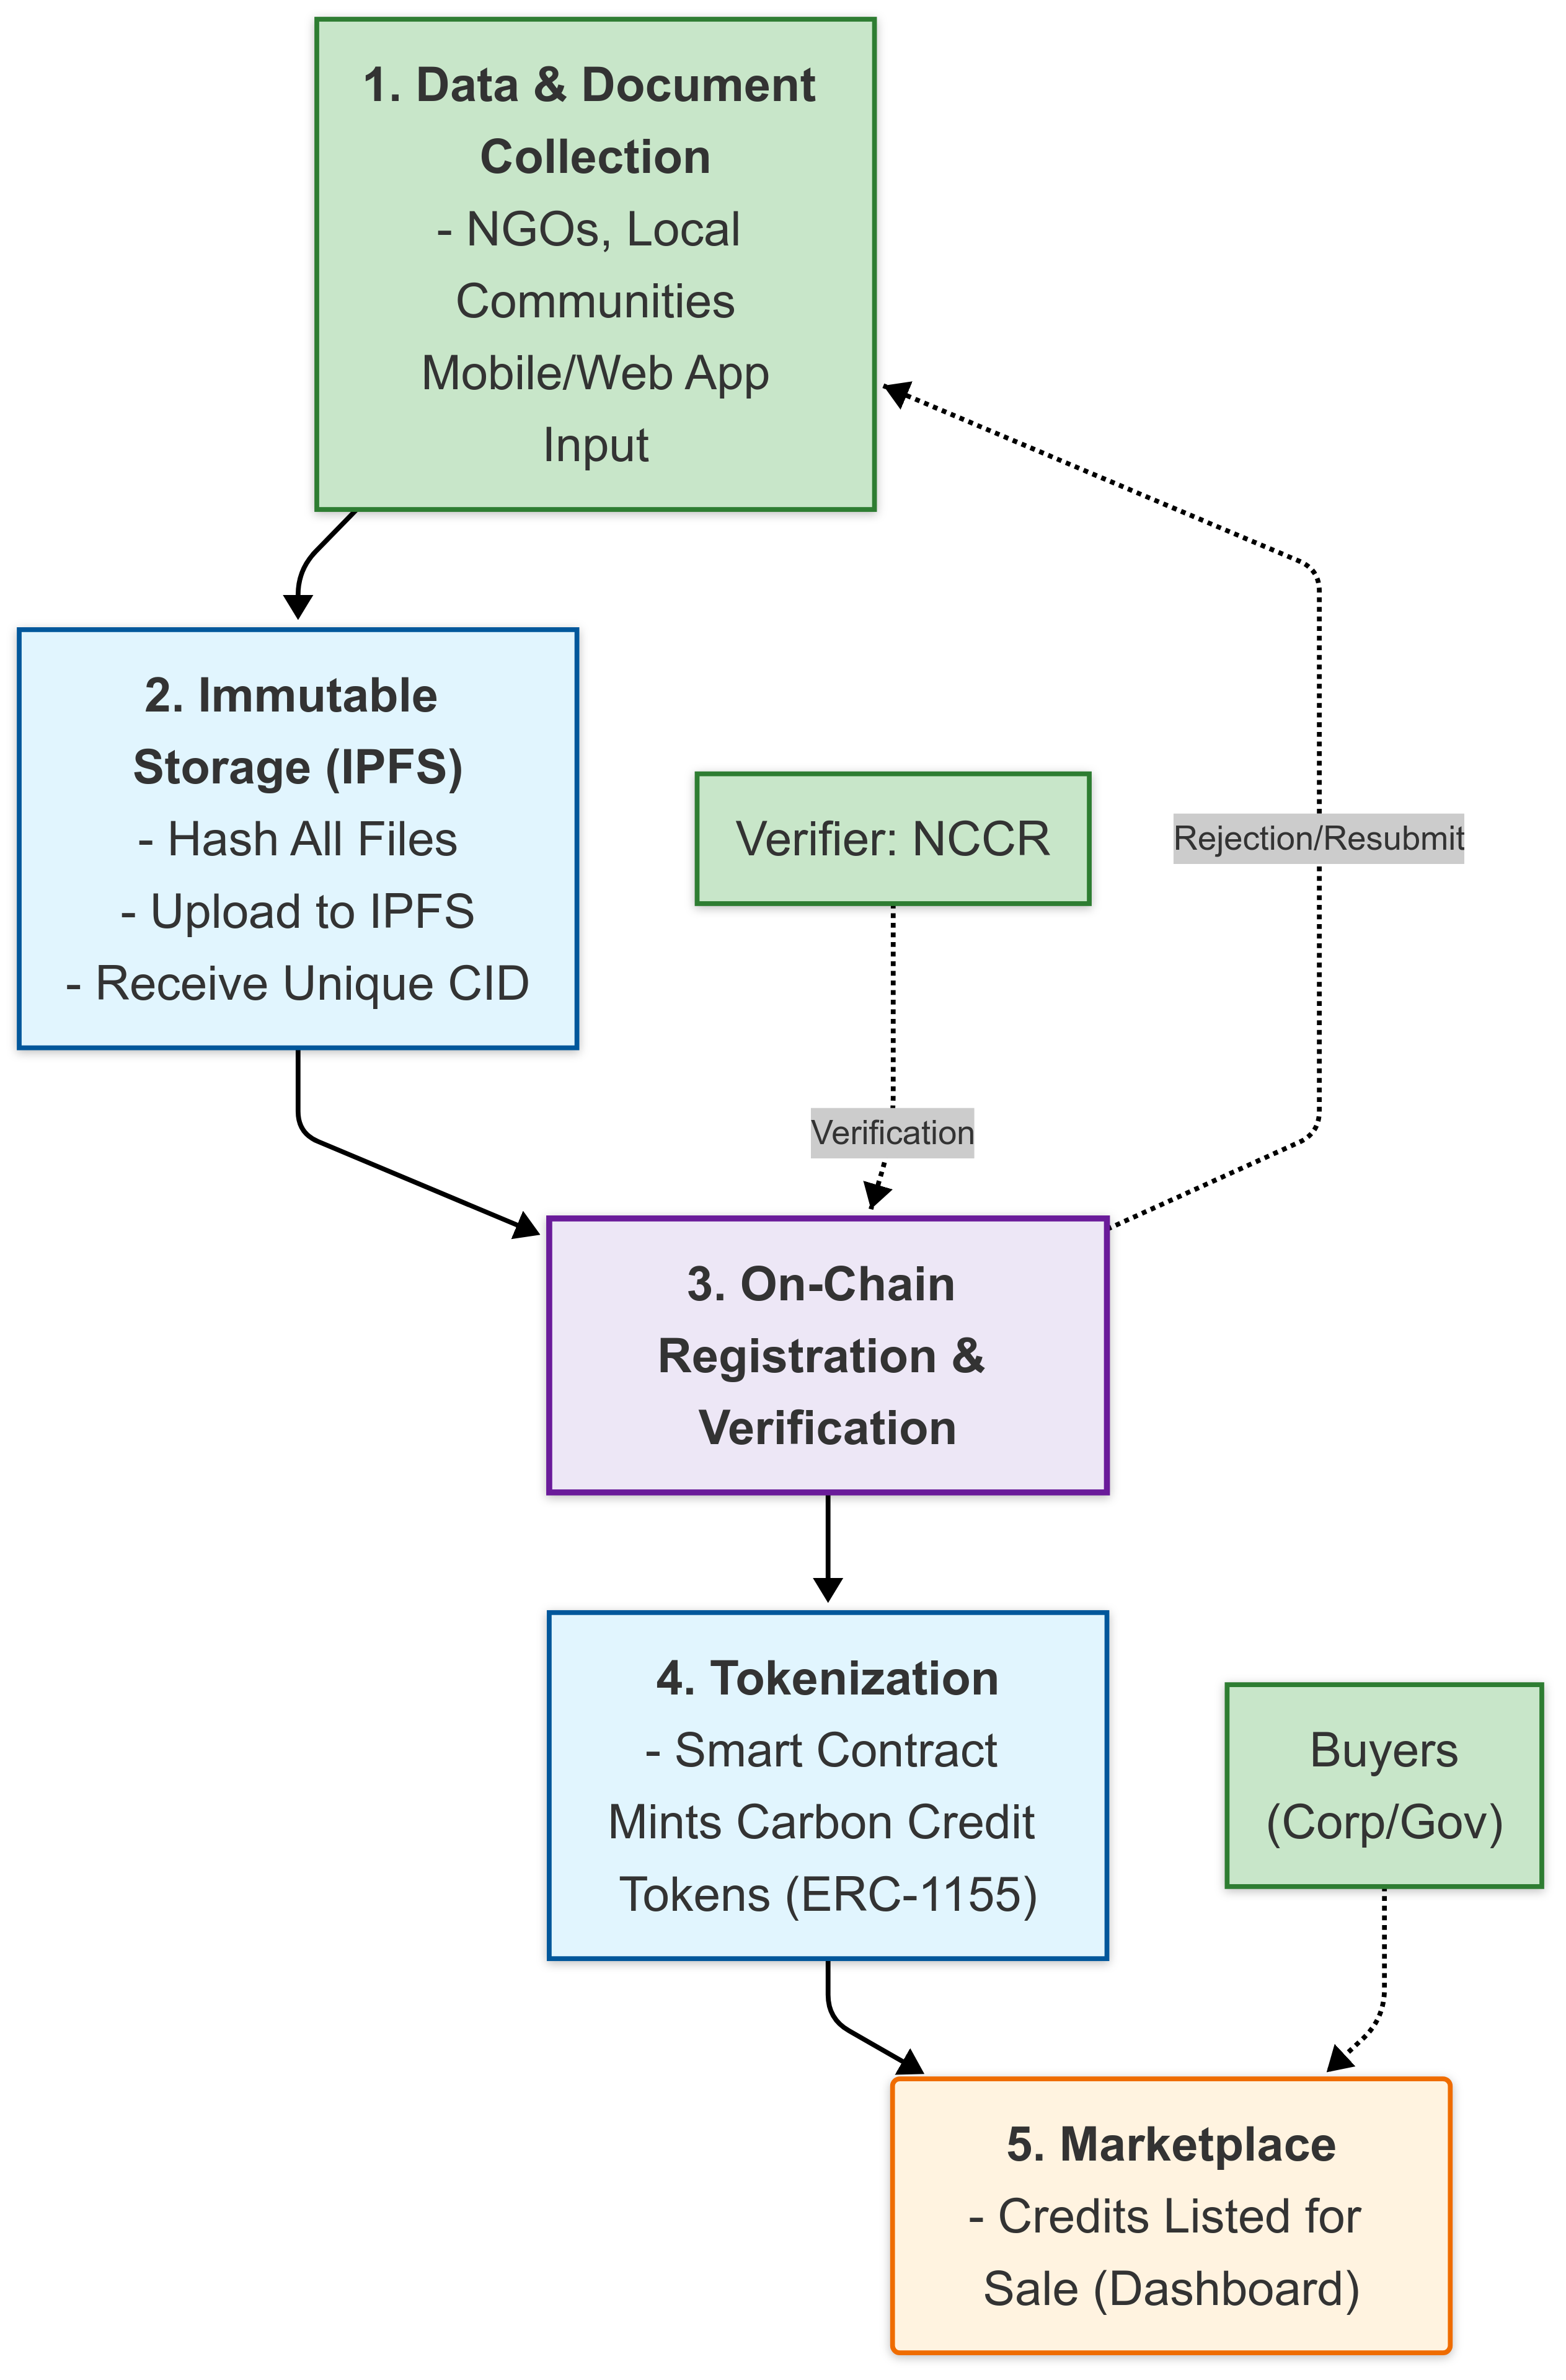 1. Data & Document
Collection
- NGOs, Local
Communities
Mobile/Web App
Input
2. Immutable
Storage (IPFS)
- Hash All Files
- Upload to IPFS
- Receive Unique CID
Verifier: NCCR
Rejection/Resubmit
Verification
3. On-Chain
Registration &
Verification
4. Tokenization
- Smart Contract
Mints Carbon Credit
Tokens (ERC-1155)
Buyers
(Corp/Gov)
5. Marketplace
- Credits Listed for
Sale (Dashboard)